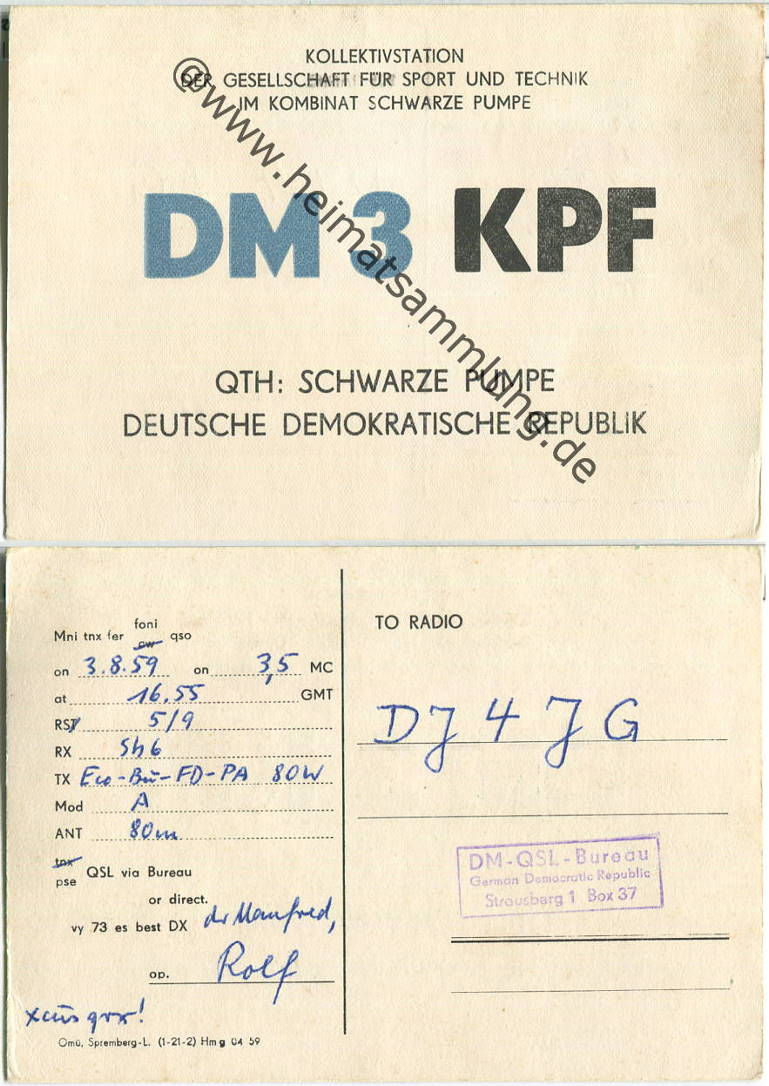 KOLLEKTIVSTATION
DER GESELLSCHAFT FÜR SPORT UND TECHNIK
IM KOMBINAT SCHWARZE PUMPE
©www.heimatsammlung.de
DM 3 KPF
QTH: SCHWARZE PUMPE
DEUTSCHE DEMOKRATISCHE REPUBLIK
foni
Mni tnx fer cw qso
on 3.8.59 on 3,5 MC
at 16.55 GMT
RST 5/9
RX Sh6
TX Eco-Bu-FD-PA 80W
Mod A
ANT 80m
tnx
pse QSL via Bureau
or direct.
vy 73 es best DX dr Manfred,
op. Rolf
xcus qrx!
Omü, Spremberg-L. (1-21-2) Hm g 04 59
TO RADIO
DJ 4 JG
DM-QSL-Bureau
German Democratic Republic
Strausberg 1 Box 37